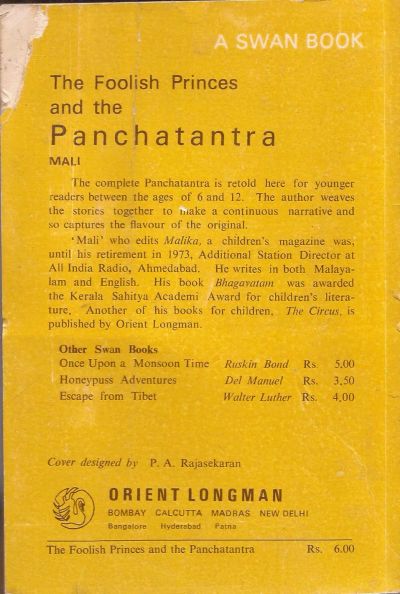 A SWAN BOOK
The Foolish Princes
and the
Panchatantra
MALI
The complete Panchatantra is retold here for younger
readers between the ages of 6 and 12. The author weaves
the stories together to make a continuous narrative and
so captures the flavour of the original.
'Mali' who edits Malika, a children's magazine was,
until his retirement in 1973, Additional Station Director at
All India Radio, Ahmedabad. He writes in both Malaya-
lam and English. His book Bhagavatam was awarded
the Kerala Sahitya Academi Award for children's litera-
ture. Another of his books for children, The Circus, is
published by Orient Longman.
Other Swan Books
Once Upon a Monsoon Time Ruskin Bond Rs. 5.00
Honeypuss Adventures Del Manuel Rs. 3.50
Escape from Tibet Walter Luther Rs. 4.00
Cover designed by P. A. Rajasekaran
ORIENT LONGMAN
BOMBAY CALCUTTA MADRAS NEW DELHI
Bangalore Hyderabad Patna
The Foolish Princes and the Panchatantra Rs. 6.00